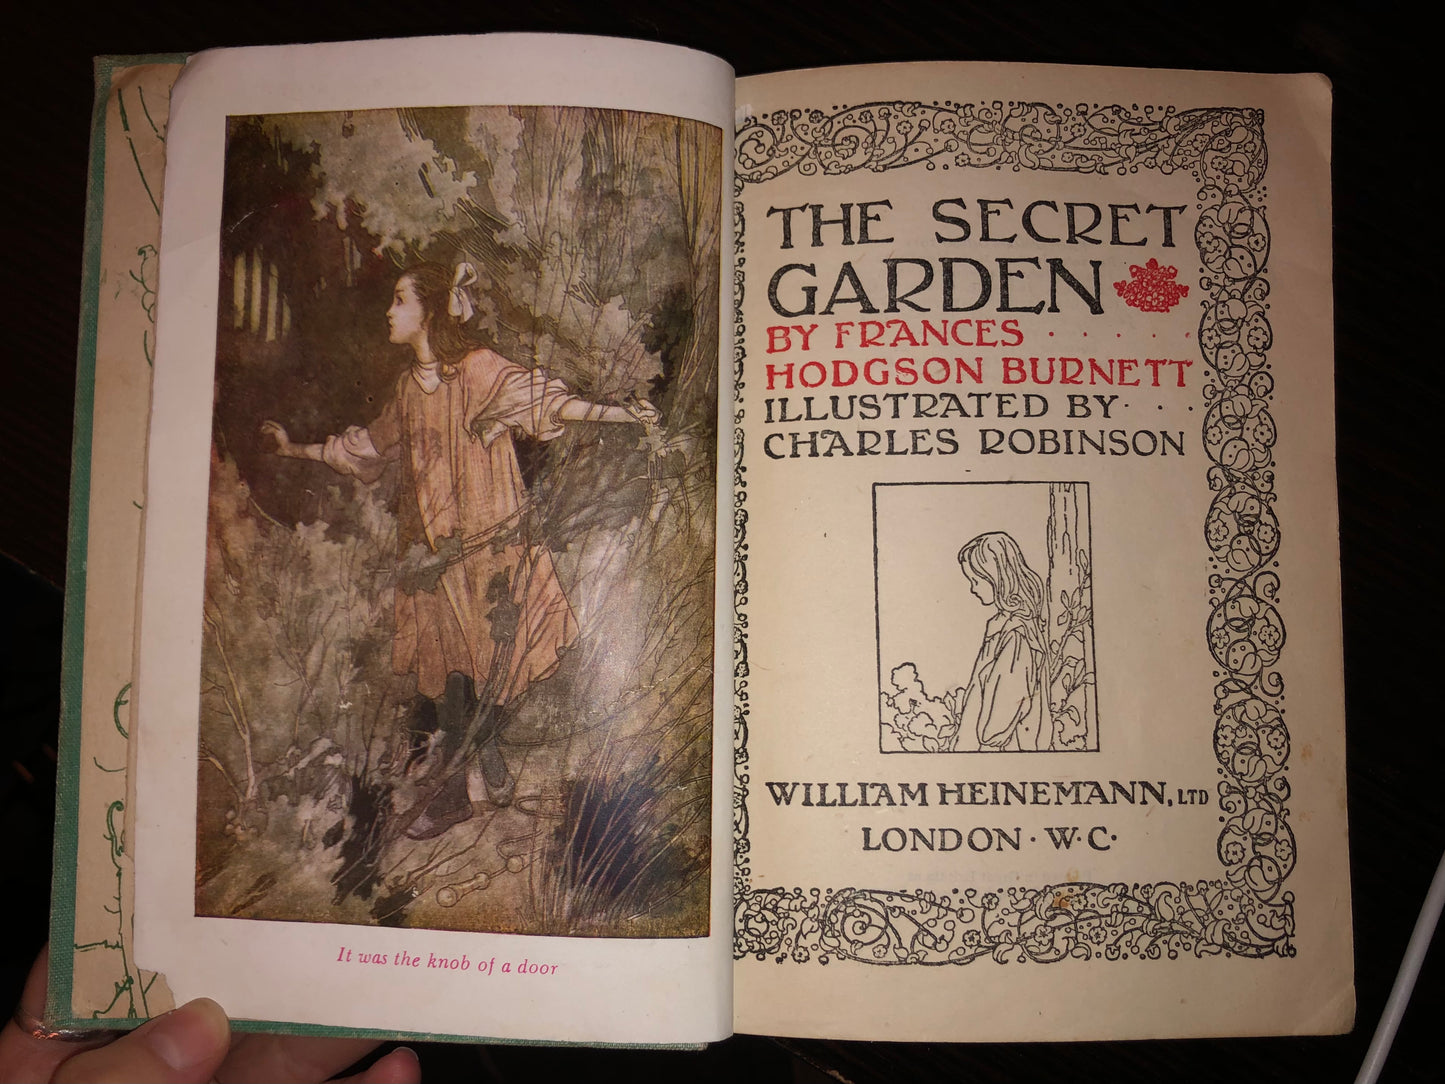 It was the knob of a door
THE SECRET
GARDEN
BY FRANCES . . . . .
HODGSON BURNETT
ILLUSTRATED BY . . .
CHARLES ROBINSON
WILLIAM HEINEMANN, LTD
LONDON · W·C·